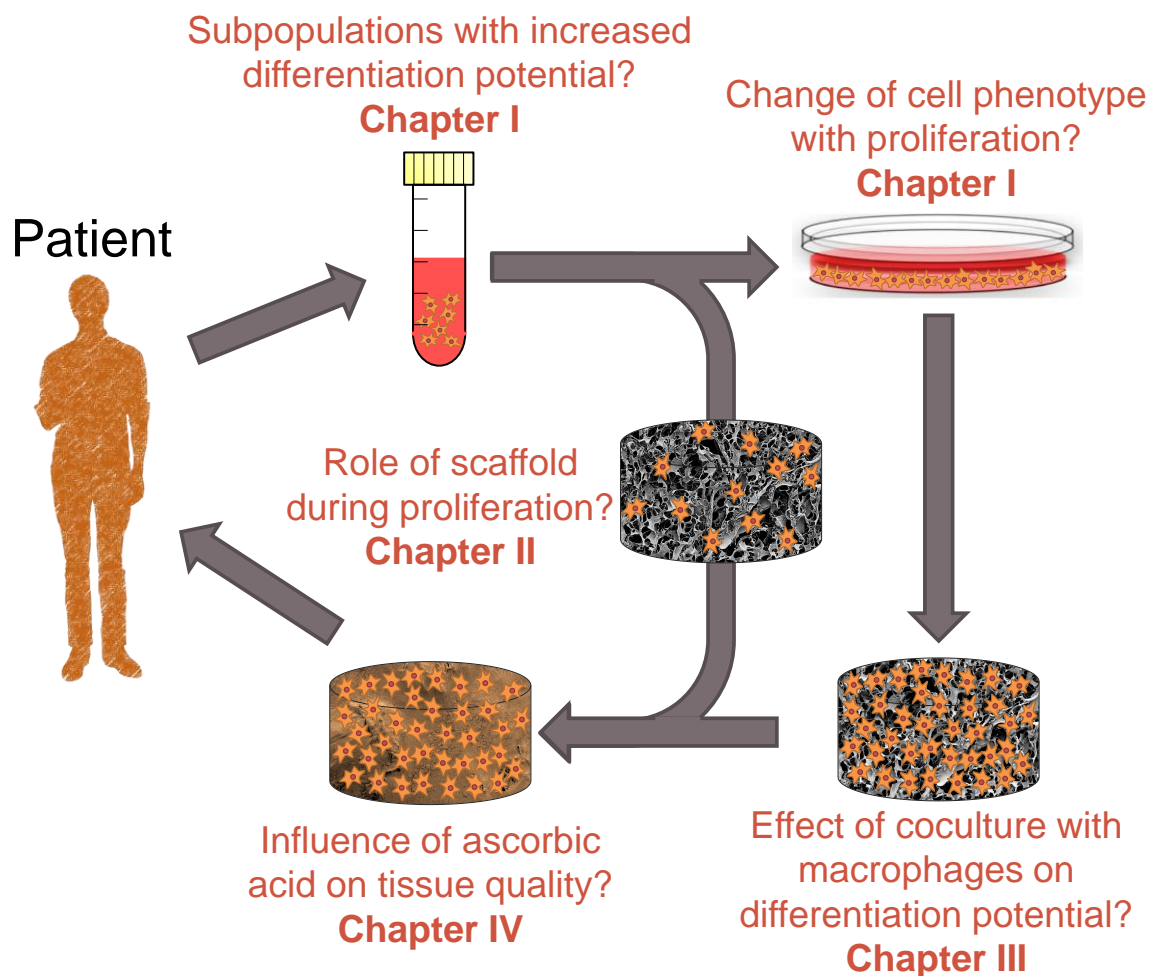 Subpopulations with increased
differentiation potential?
Chapter I
Change of cell phenotype
with proliferation?
Chapter I
Patient
Role of scaffold
during proliferation?
Chapter II
Influence of ascorbic
acid on tissue quality?
Chapter IV
Effect of coculture with
macrophages on
differentiation potential?
Chapter III